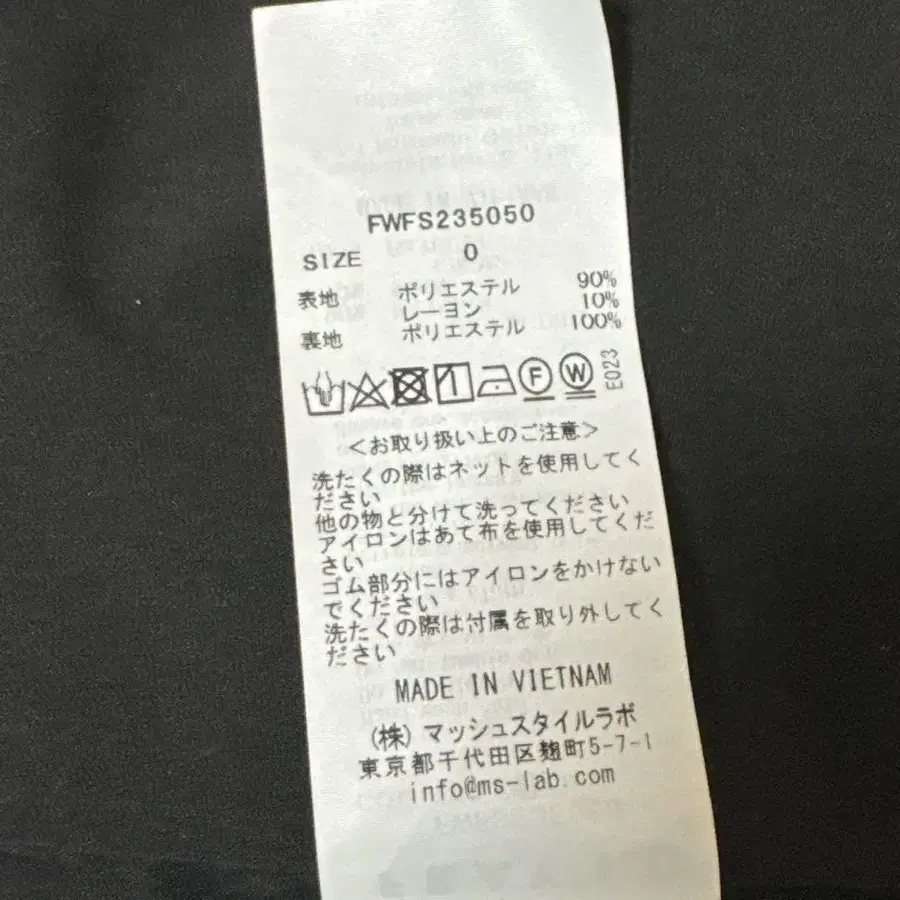 FWFS235050
SIZE 0
表地 ポリエステル 90%
レーヨン 10%
裏地 ポリエステル 100%
F W E023
＜お取り扱い上のご注意＞
洗たくの際はネットを使用してく
ださい
他の物と分けて洗ってください
アイロンはあて布を使用してくだ
さい
ゴム部分にはアイロンをかけない
でください
洗たくの際は付属を取り外してく
ださい
MADE IN VIETNAM
(株)マッシュスタイルラボ
東京都千代田区麹町5-7-1
info@ms-lab.com